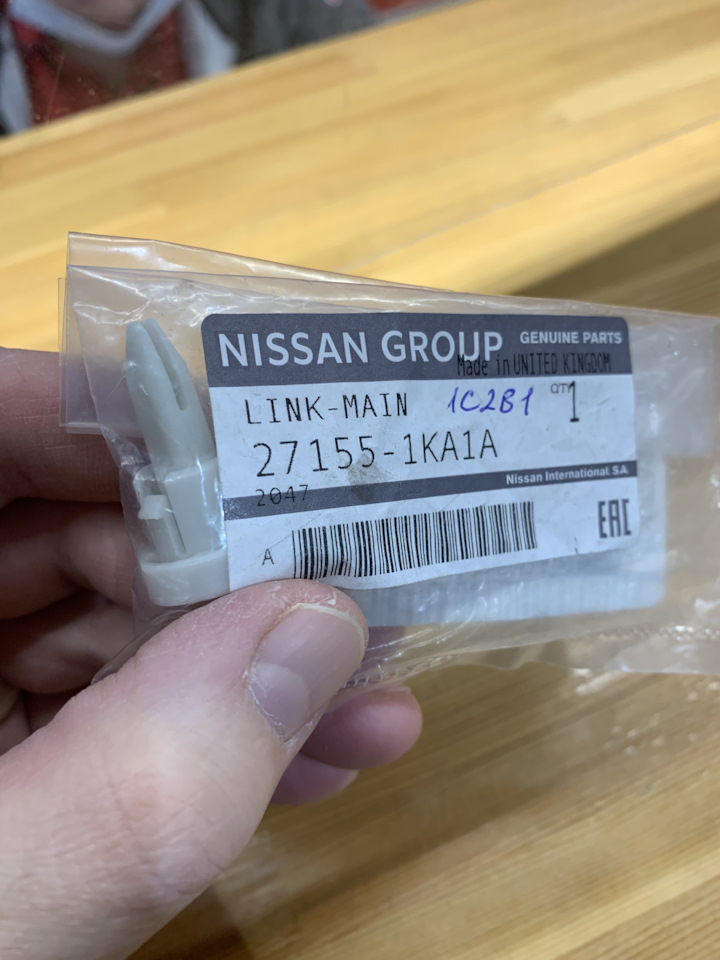 NISSAN GROUP GENUINE PARTS
Made in UNITED KINGDOM
LINK-MAIN 1C2B1 QTY 1
27155-1KA1A
Nissan International S.A.
2047
A EAC